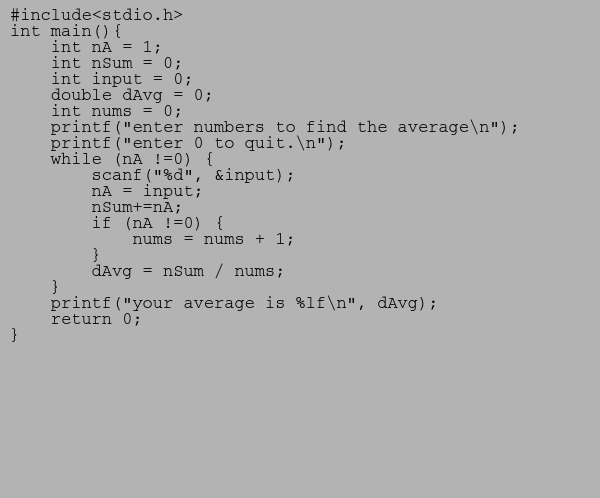 #include<stdio.h>
int main(){
    int nA = 1;
    int nSum = 0;
    int input = 0;
    double dAvg = 0;
    int nums = 0;
    printf("enter numbers to find the average\n");
    printf("enter 0 to quit.\n");
    while (nA !=0) {
        scanf("%d", &input);
        nA = input;
        nSum+=nA;
        if (nA !=0) {
            nums = nums + 1;
        }
        dAvg = nSum / nums;
    }
    printf("your average is %lf\n", dAvg);
    return 0;
}